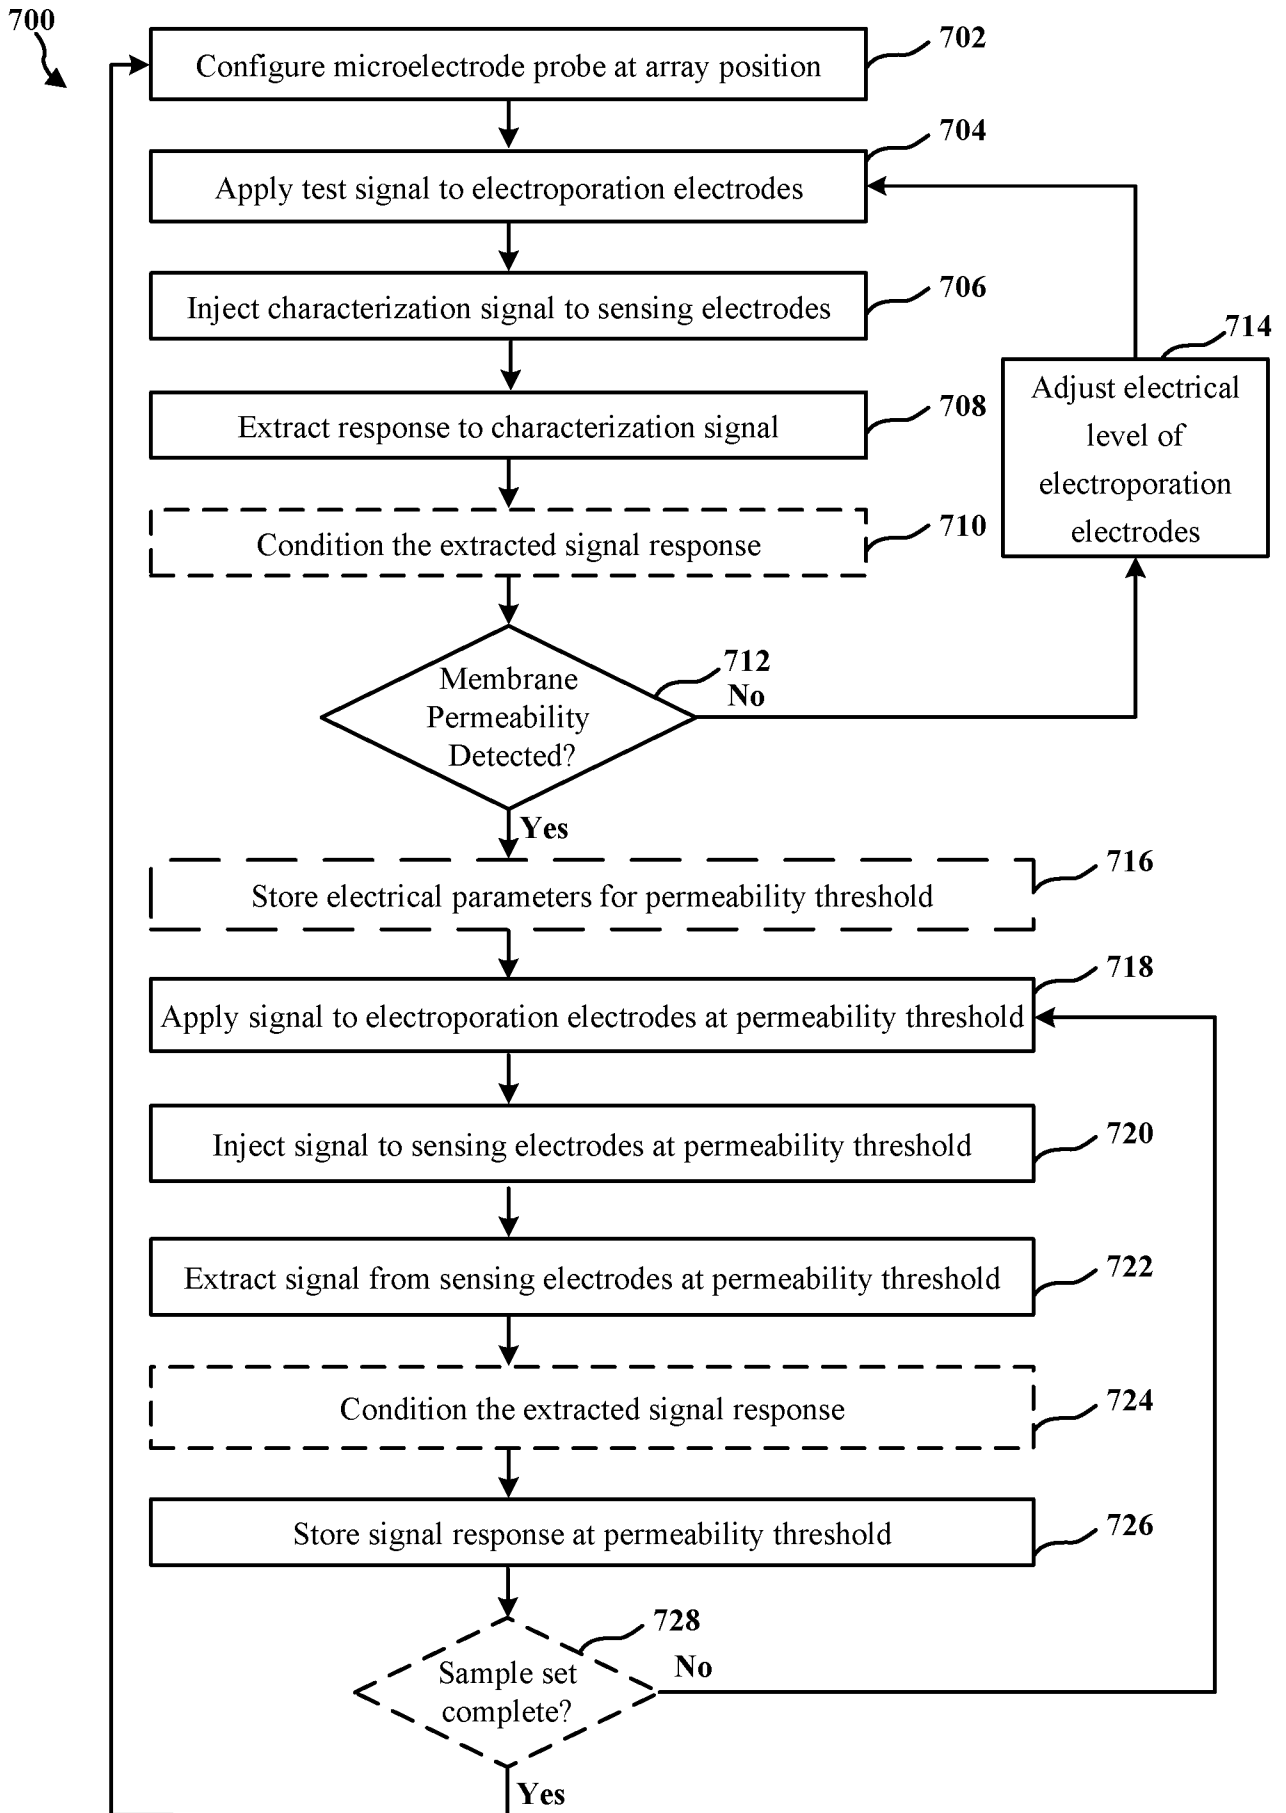 700
702
Configure microelectrode probe at array position
704
Apply test signal to electroporation electrodes
706
Inject characterization signal to sensing electrodes
714
Adjust electrical
level of
electroporation
electrodes
708
Extract response to characterization signal
710
Condition the extracted signal response
712
Membrane
Permeability
Detected?
No
Yes
716
Store electrical parameters for permeability threshold
718
Apply signal to electroporation electrodes at permeability threshold
720
Inject signal to sensing electrodes at permeability threshold
722
Extract signal from sensing electrodes at permeability threshold
724
Condition the extracted signal response
726
Store signal response at permeability threshold
728
Sample set
complete?
No
Yes